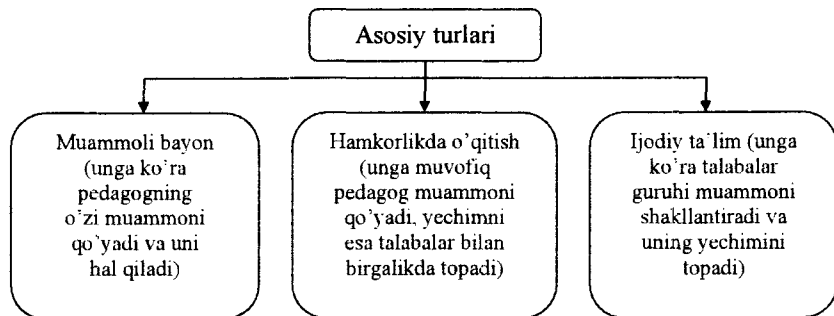 Asosiy turlari
Muammoli bayon
(unga ko’ra
pedagogning
o’zi muammoni
qo’yadi va uni
hal qiladi)
Hamkorlikda o’qitish
(unga muvofiq
pedagog muammoni
qo’yadi, yechimni
esa talabalar bilan
birgalikda topadi)
Ijodiy ta’lim (unga
ko’ra talabalar
guruhi muammoni
shakllantiradi va
uning yechimini
topadi)